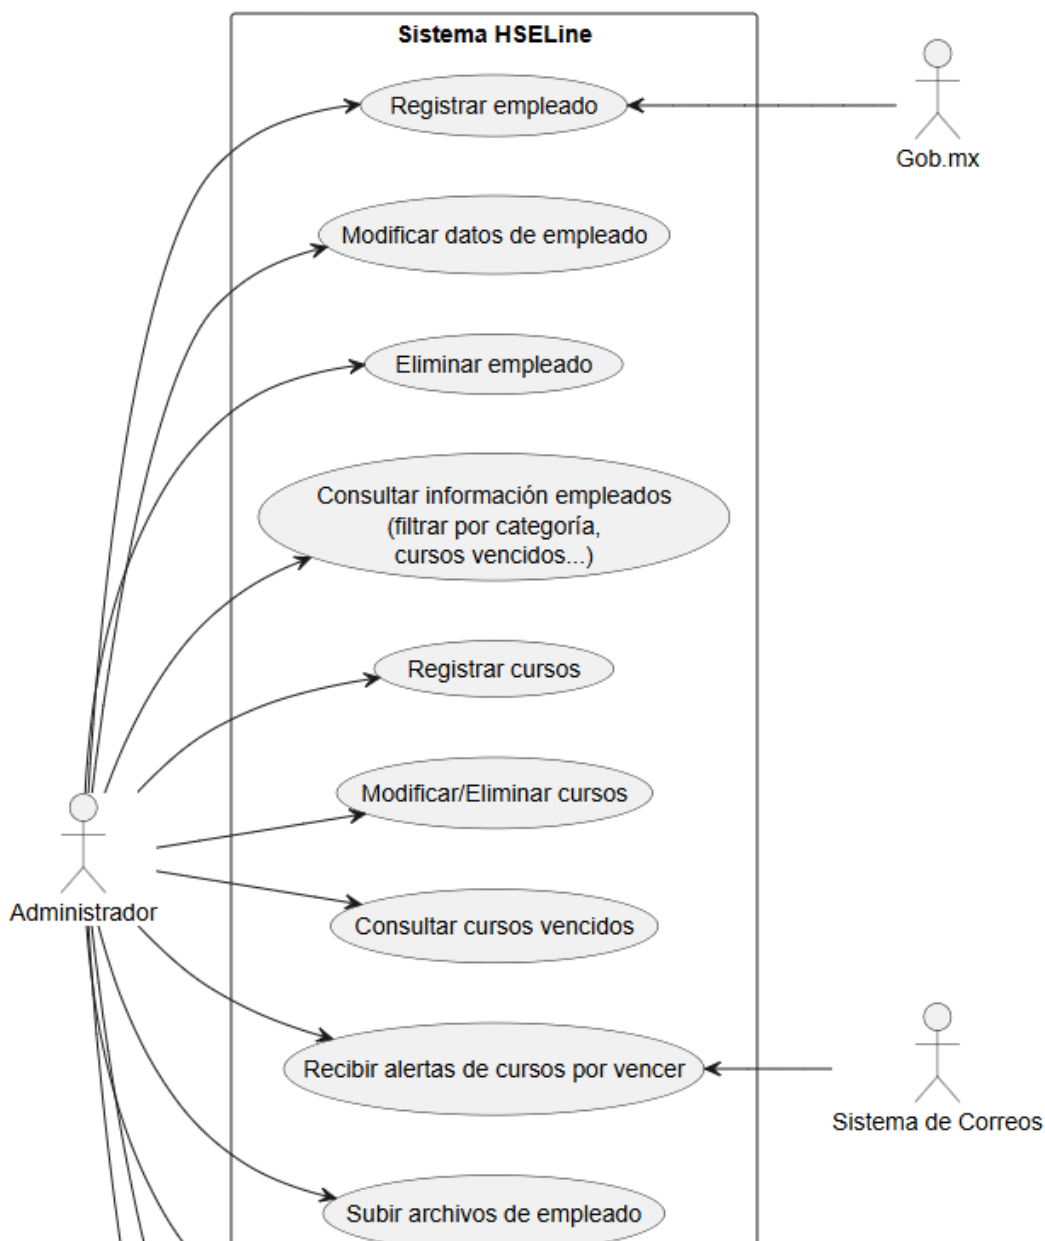 Sistema HSELine
Registrar empleado
Gob.mx
Modificar datos de empleado
Eliminar empleado
Consultar información empleados
(filtrar por categoría,
cursos vencidos...)
Registrar cursos
Modificar/Eliminar cursos
Administrador
Consultar cursos vencidos
Recibir alertas de cursos por vencer
Sistema de Correos
Subir archivos de empleado